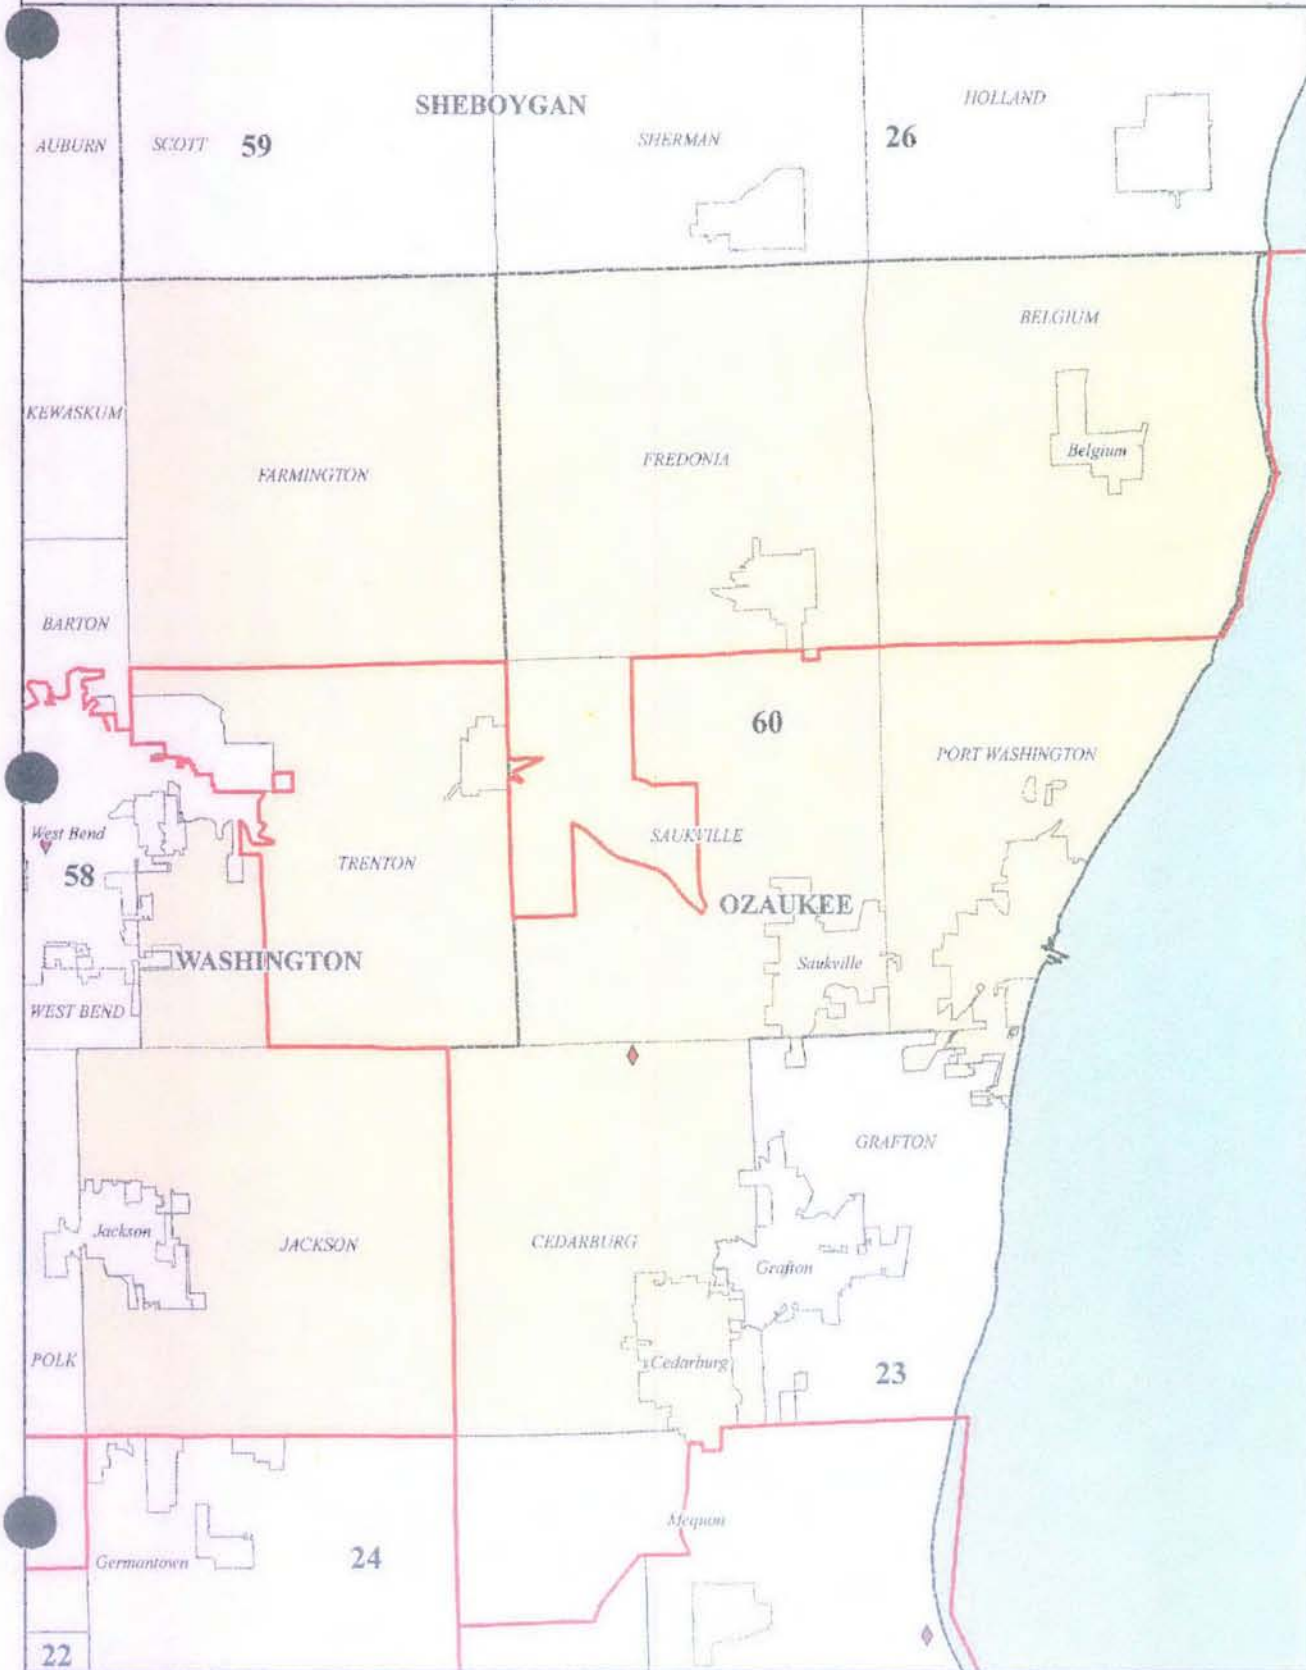 SHEBOYGAN
HOLLAND
AUBURN
SCOTT 59
SHERMAN
26
BELGIUM
KEWASKUM
Belgium
FARMINGTON
FREDONIA
BARTON
60
PORT WASHINGTON
West Bend
58
TRENTON
SAUKVILLE
OZAUKEE
WASHINGTON
Saukville
WEST BEND
GRAFTON
Jackson
JACKSON
CEDARBURG
Grafton
POLK
Cedarburg
23
Mequon
Germantown
24
22